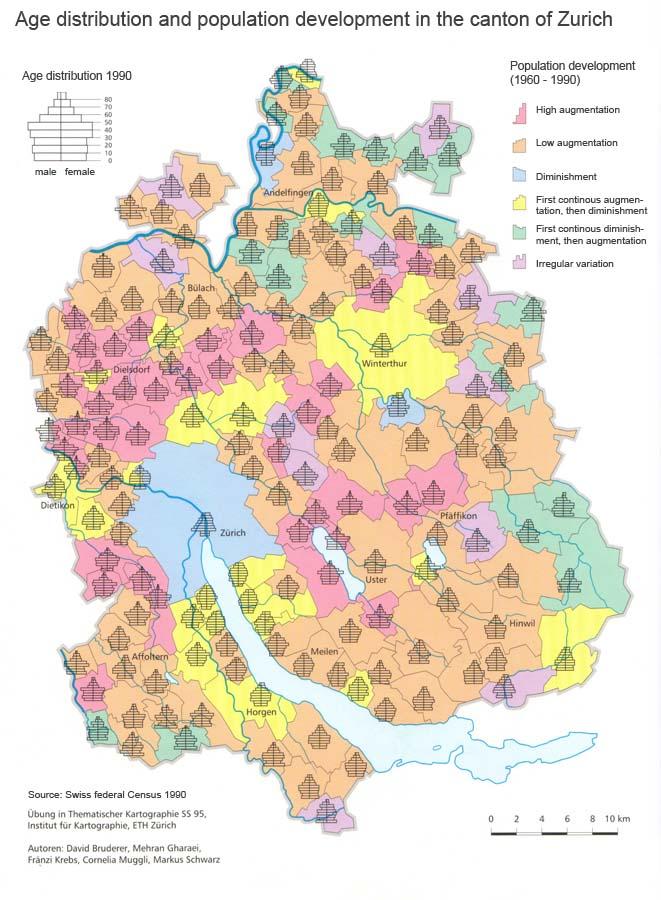 Age distribution and population development in the canton of Zurich
Age distribution 1990
80
70
60
50
40
30
20
10
0
male female
Population development
(1960 - 1990)
High augmentation
Low augmentation
Diminishment
First continous augmen-
tation, then diminishment
First continous diminish-
ment, then augmentation
Irregular variation
Andelfingen
Bülach
Winterthur
Dielsdorf
Dietikon
Zürich
Pfäffikon
Uster
Hinwil
Meilen
Affoltern
Horgen
Source: Swiss federal Census 1990
Übung in Thematischer Kartographie SS 95,
Institut für Kartographie, ETH Zürich
Autoren: David Bruderer, Mehran Gharaei,
Fränzi Krebs, Cornelia Muggli, Markus Schwarz
0 2 4 6 8 10 km